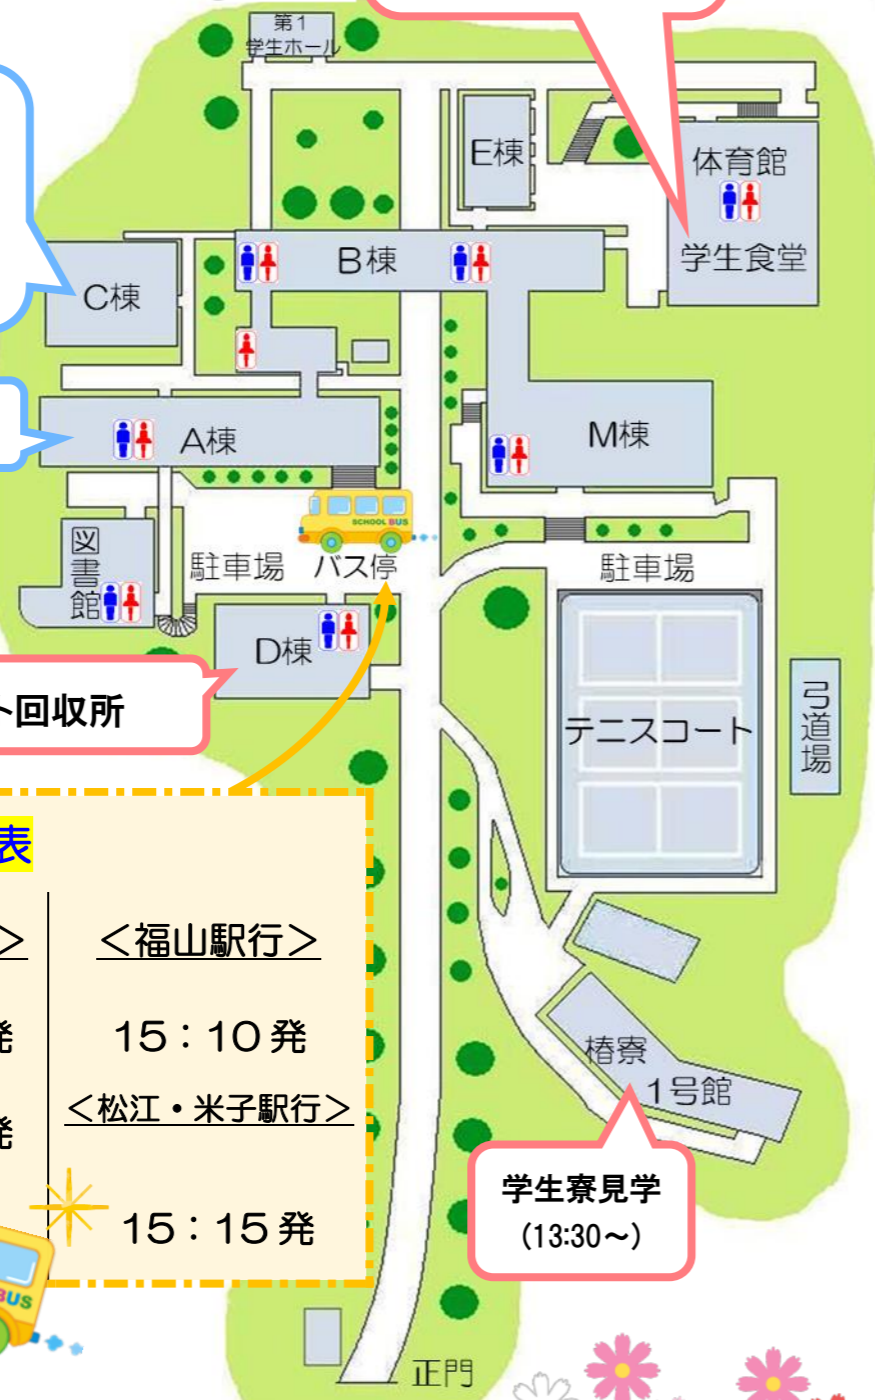 第1
学生ホール
E棟
体育館
学生食堂
B棟
C棟
A棟
M棟
SCHOOL BUS
図書館
駐車場
バス停
駐車場
D棟
ト回収所
テニスコート
弓道場
表
＞
＜福山駅行＞
発
15：10発
＜松江・米子駅行＞
発
15：15発
BUS
椿寮
1号館
学生寮見学
(13:30～)
正門